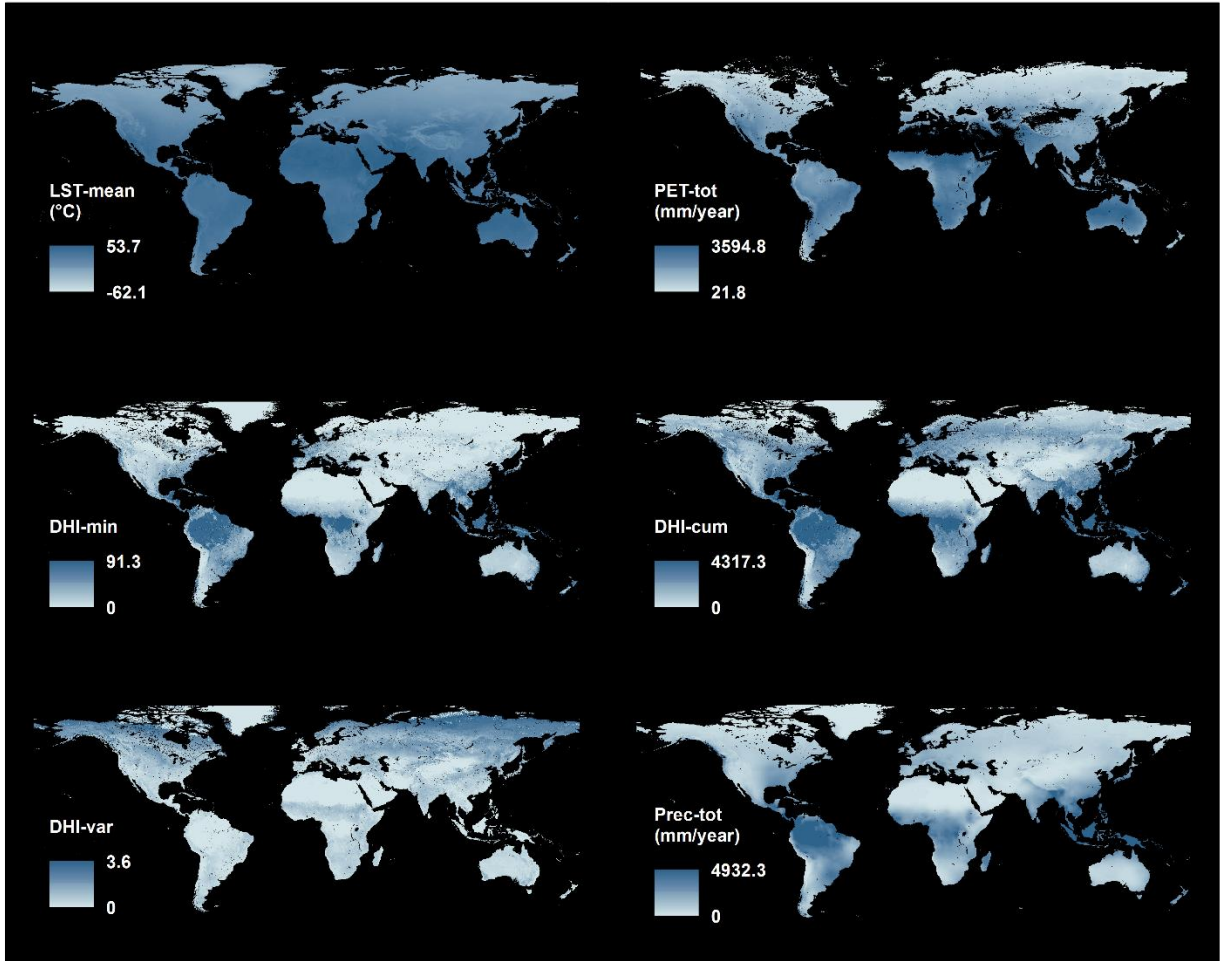 LST-mean
(°C)
53.7
-62.1
PET-tot
(mm/year)
3594.8
21.8
DHI-min
91.3
0
DHI-cum
4317.3
0
DHI-var
3.6
0
Prec-tot
(mm/year)
4932.3
0